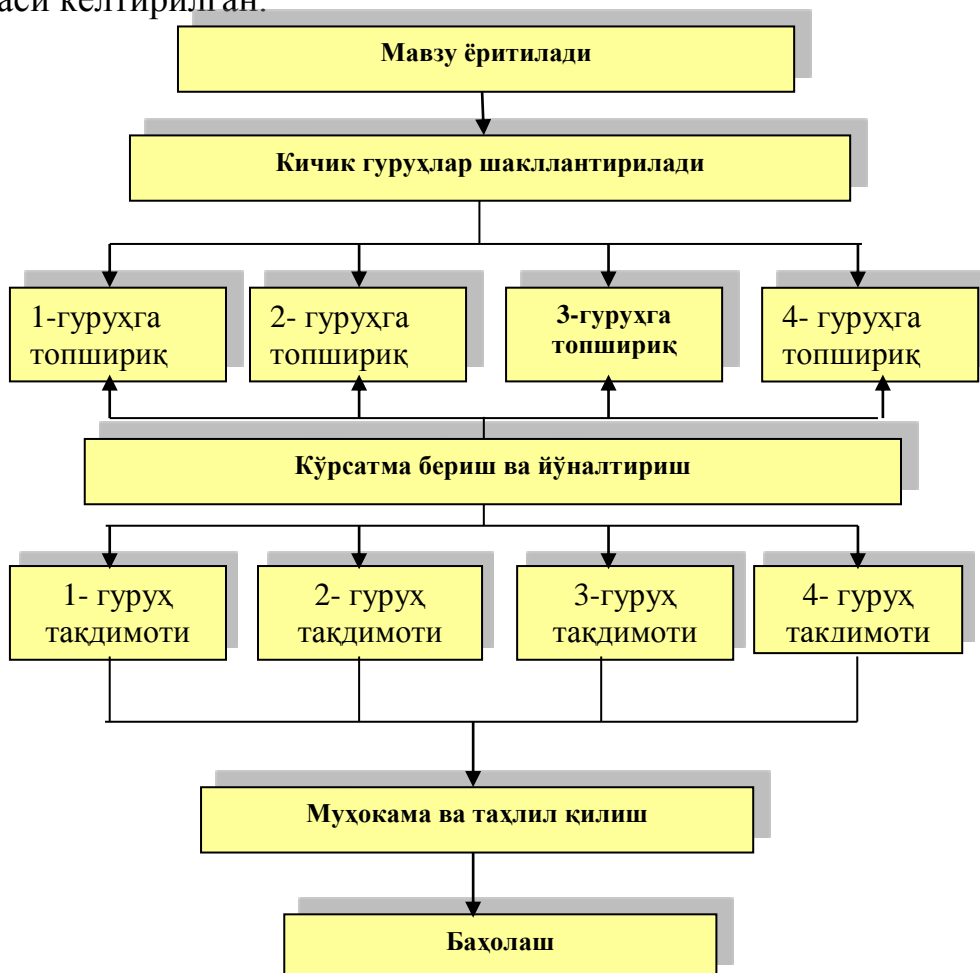 аси келтирилган.
Мавзу ёритилади
Кичик гуруҳлар шакллантирилади
1-гуруҳга
топшириқ
2- гуруҳга
топшириқ
3-гуруҳга
топшириқ
4- гуруҳга
топшириқ
Кўрсатма бериш ва йўналтириш
1- гуруҳ
тақдимоти
2- гуруҳ
тақдимоти
3-гуруҳ
тақдимоти
4- гуруҳ
тақдимоти
Муҳокама ва таҳлил қилиш
Баҳолаш